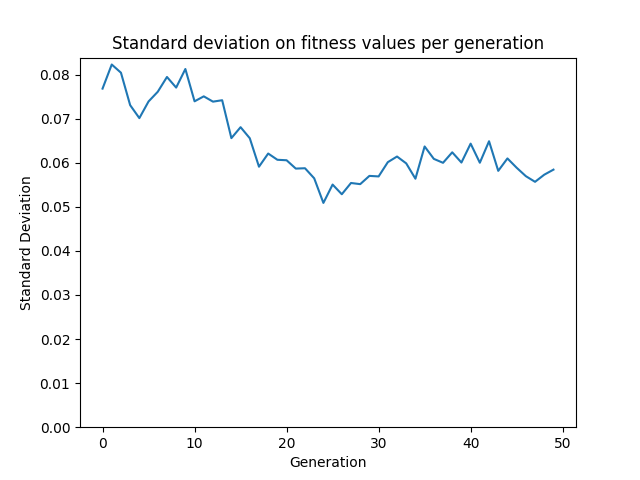 Standard deviation on fitness values per generation
0.08
0.07
0.06
0.05
0.04
0.03
0.02
0.01
0.00
Standard Deviation
0 10 20 30 40 50
Generation